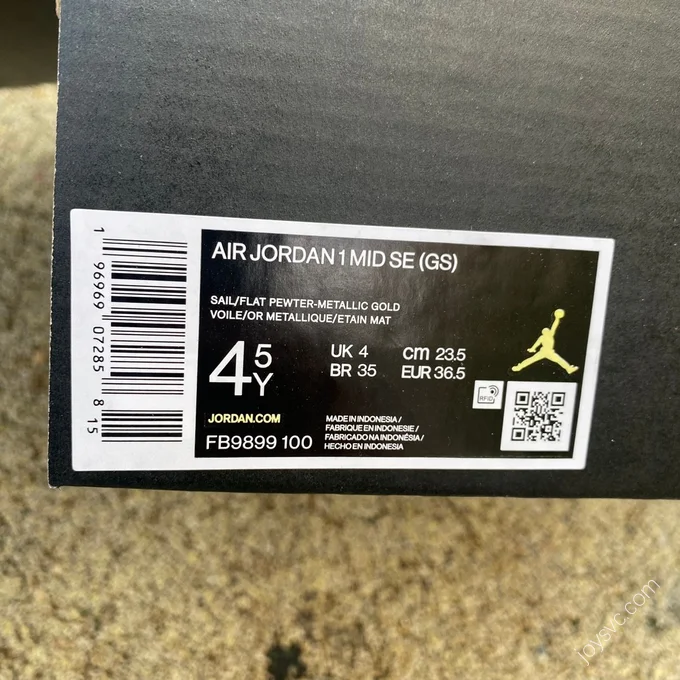 AIR JORDAN 1 MID SE (GS)
SAIL/FLAT PEWTER-METALLIC GOLD
VOILE/OR METALLIQUE/ETAIN MAT
4 5 Y
UK 4 cm 23.5
BR 35 EUR 36.5
RFID
JORDAN.COM
FB9899 100
MADE IN INDONESIA /
FABRIQUE EN INDONESIE /
FABRICADO NA INDONÉSIA /
HECHO EN INDONESIA
1 96969 07285 8 15
joysvc.com